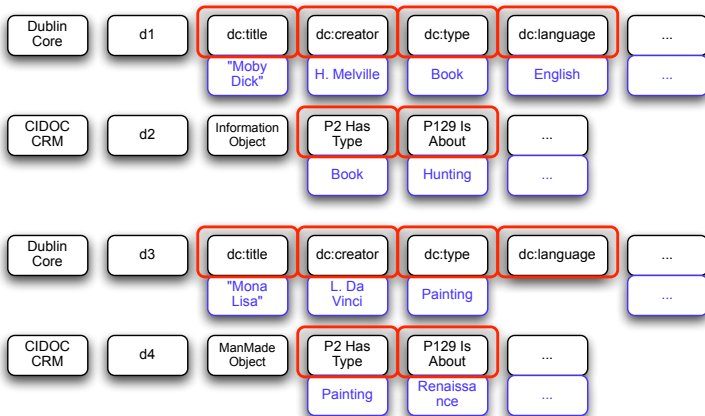 Dublin Core d1 dc:title dc:creator dc:type dc:language ...
"Moby Dick" H. Melville Book English ...
CIDOC CRM d2 Information Object P2 Has Type P129 Is About ...
Book Hunting ...
Dublin Core d3 dc:title dc:creator dc:type dc:language ...
"Mona Lisa" L. Da Vinci Painting ...
CIDOC CRM d4 ManMade Object P2 Has Type P129 Is About ...
Painting Renaissa nce ...